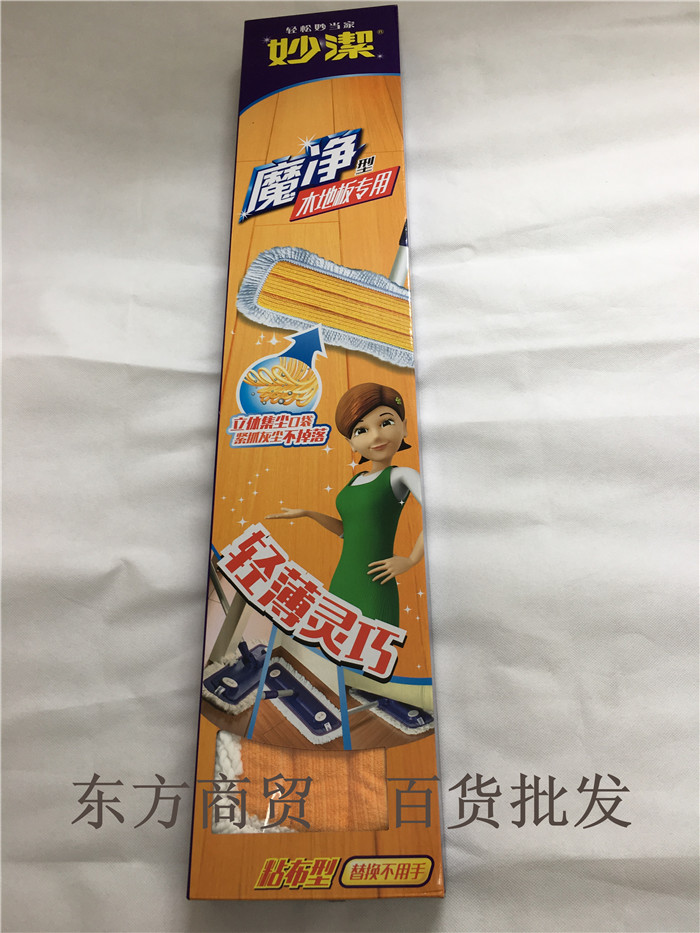 轻松妙当家
妙潔®
魔净型
木地板专用
立体集尘口袋
紧抓灰尘不掉落
轻薄灵巧
东方商贸 百货批发
粘布型 替换不用手